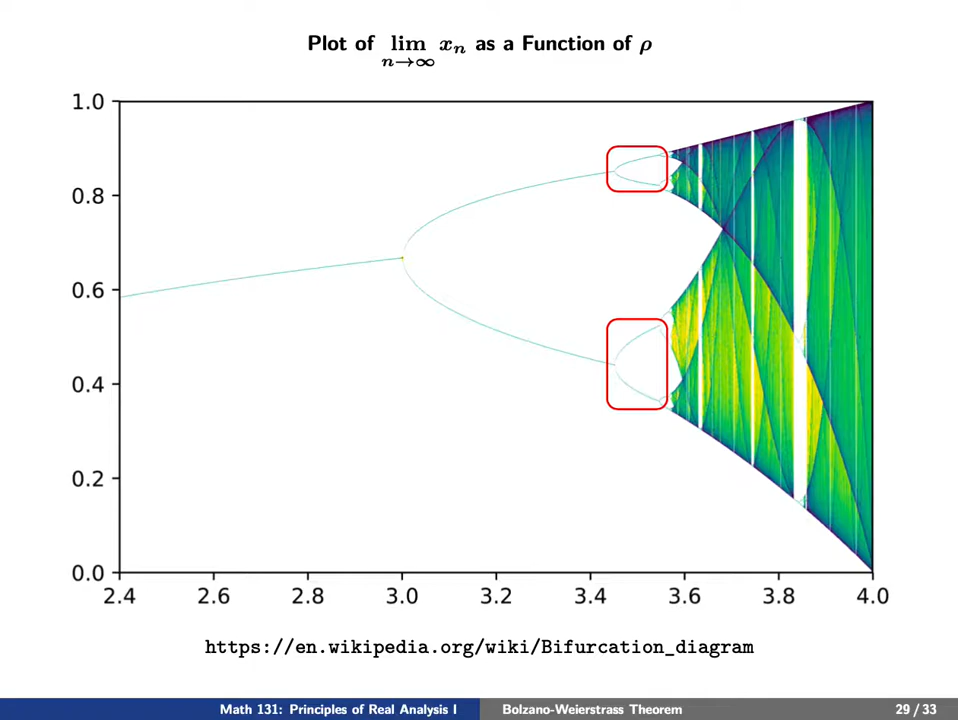 Plot of lim xₙ as a Function of ρ
n→∞
1.0
0.8
0.6
0.4
0.2
0.0
2.4 2.6 2.8 3.0 3.2 3.4 3.6 3.8 4.0
https://en.wikipedia.org/wiki/Bifurcation_diagram
Math 131: Principles of Real Analysis I Bolzano-Weierstrass Theorem 29 / 33